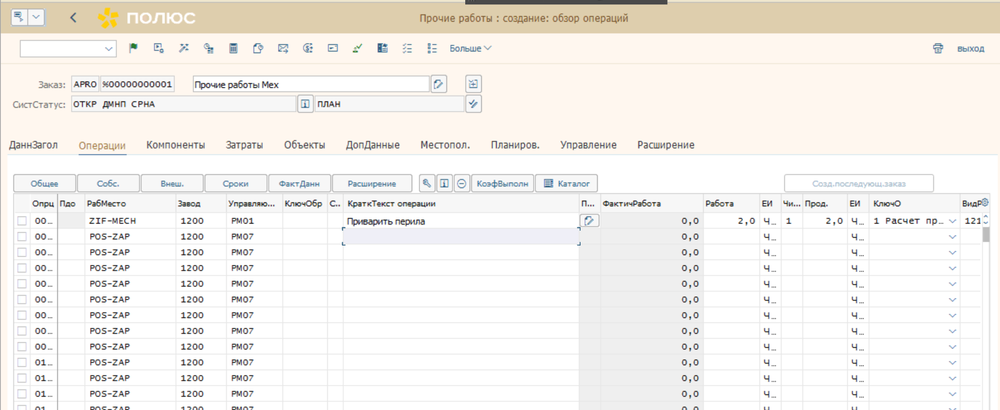 ПОЛЮС
Прочие работы : создание: обзор операций
Больше
выход
Заказ: APRO %00000000001 Прочие работы Мех
СистСтатус: ОТКР ДМНП СРНА ПЛАН
ДаннЗагол Операции Компоненты Затраты Объекты ДопДанные Местопол. Планиров. Управление Расширение
Общее Собс. Внеш. Сроки ФактДанн Расширение КоэфВыполн Каталог Созд.последующ.заказ
Опрц Пдо РабМесто Завод Управляю... КлючОбр С.. КраткТекст операции П... ФактичРабота Работа ЕИ Чи... Прод. ЕИ КлючО ВидР
00... ZIF-MECH 1200 PM01 Приварить перила 0,0 2,0 Ч... 1 2,0 Ч... 1 Расчет пр... 121
00... POS-ZAP 1200 PM07 0,0 Ч... Ч...
00... POS-ZAP 1200 PM07 0,0 Ч... Ч...
00... POS-ZAP 1200 PM07 0,0 Ч... Ч...
00... POS-ZAP 1200 PM07 0,0 Ч... Ч...
00... POS-ZAP 1200 PM07 0,0 Ч... Ч...
00... POS-ZAP 1200 PM07 0,0 Ч... Ч...
00... POS-ZAP 1200 PM07 0,0 Ч... Ч...
00... POS-ZAP 1200 PM07 0,0 Ч... Ч...
01... POS-ZAP 1200 PM07 0,0 Ч... Ч...
01... POS-ZAP 1200 PM07 0,0 Ч... Ч...
01... POS-ZAP 1200 PM07 0,0 Ч... Ч...
01 POS-ZAP 1200 PM07 0,0 Ч... Ч...